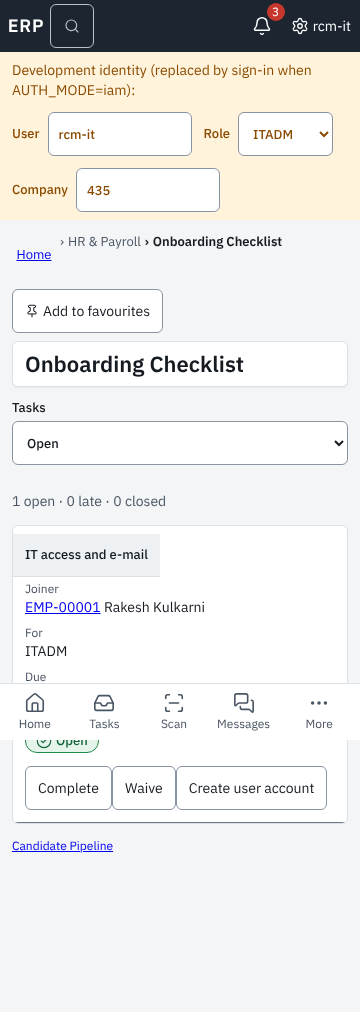 ERP
3
rcm-it
Development identity (replaced by sign-in when
AUTH_MODE=iam):
User
rcm-it
Role
ITADM
Company
435
Home
› HR & Payroll › Onboarding Checklist
Add to favourites
Onboarding Checklist
Tasks
Open
1 open · 0 late · 0 closed
IT access and e-mail
Joiner
EMP-00001 Rakesh Kulkarni
For
ITADM
Due
Home
Tasks
Scan
Messages
More
Open
Complete
Waive
Create user account
Candidate Pipeline